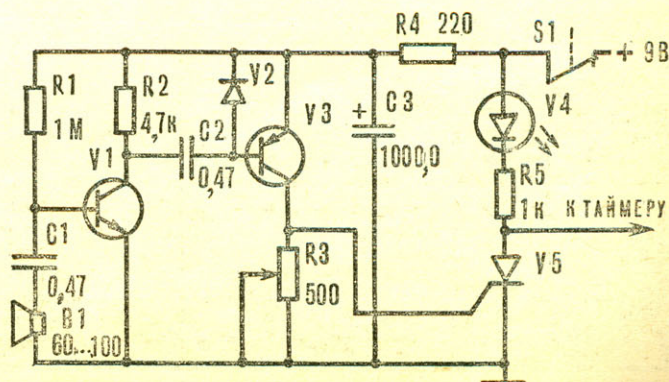 R4 220
S1
+ 9В
R1
1М
R2
4,7к
V2
V3
C3
+
1000,0
V4
V1
C2
0,47
R5
1к
К ТАЙМЕРУ
C1
0,47
R3
500
V5
B1
60...100